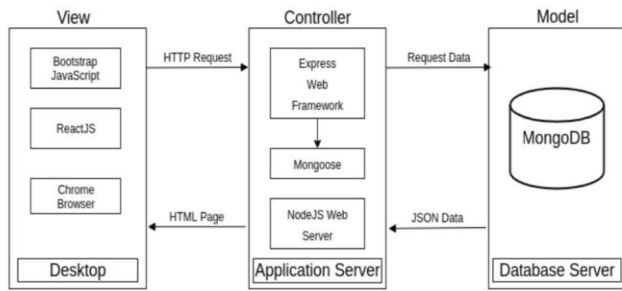 View
Controller
Model
Bootstrap
JavaScript
HTTP Request
Express
Web
Framework
Request Data
ReactJS
MongoDB
Mongoose
Chrome
Browser
HTML Page
NodeJS Web
Server
JSON Data
Desktop
Application Server
Database Server